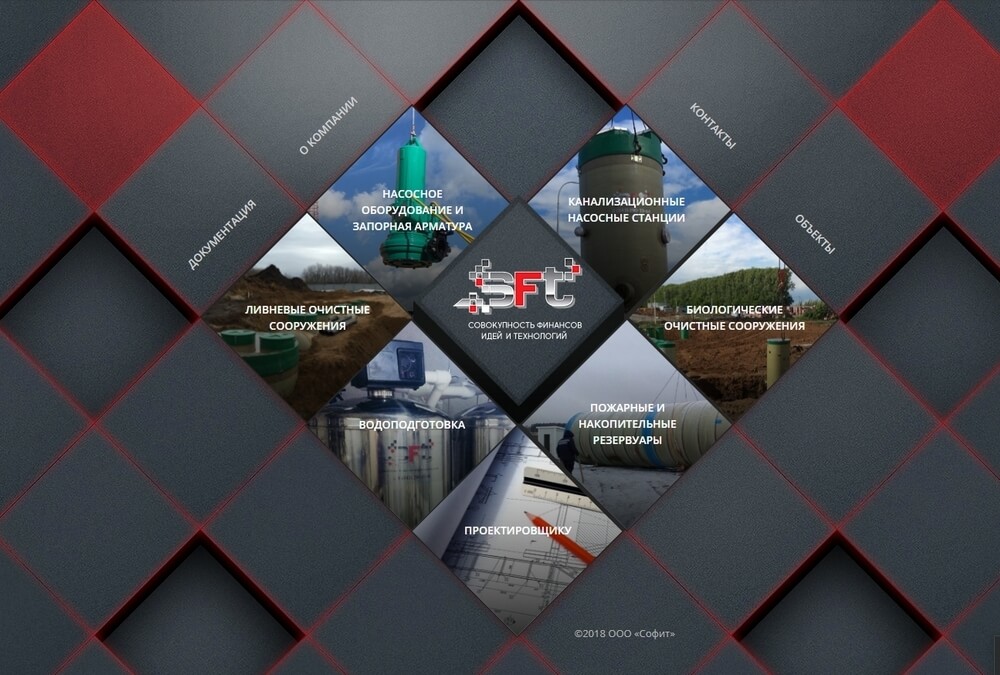 О КОМПАНИИ
КОНТАКТЫ
ДОКУМЕНТАЦИЯ
ОБЪЕКТЫ
НАСОСНОЕ
ОБОРУДОВАНИЕ И
ЗАПОРНАЯ АРМАТУРА
КАНАЛИЗАЦИОННЫЕ
НАСОСНЫЕ СТАНЦИИ
ЛИВНЕВЫЕ ОЧИСТНЫЕ
СООРУЖЕНИЯ
SFt
СОВОКУПНОСТЬ ФИНАНСОВ
ИДЕЙ И ТЕХНОЛОГИЙ
БИОЛОГИЧЕСКИЕ
ОЧИСТНЫЕ СООРУЖЕНИЯ
ВОДОПОДГОТОВКА
ПОЖАРНЫЕ И
НАКОПИТЕЛЬНЫЕ
РЕЗЕРВУАРЫ
ПРОЕКТИРОВЩИКУ
©2018 ООО «Софит»